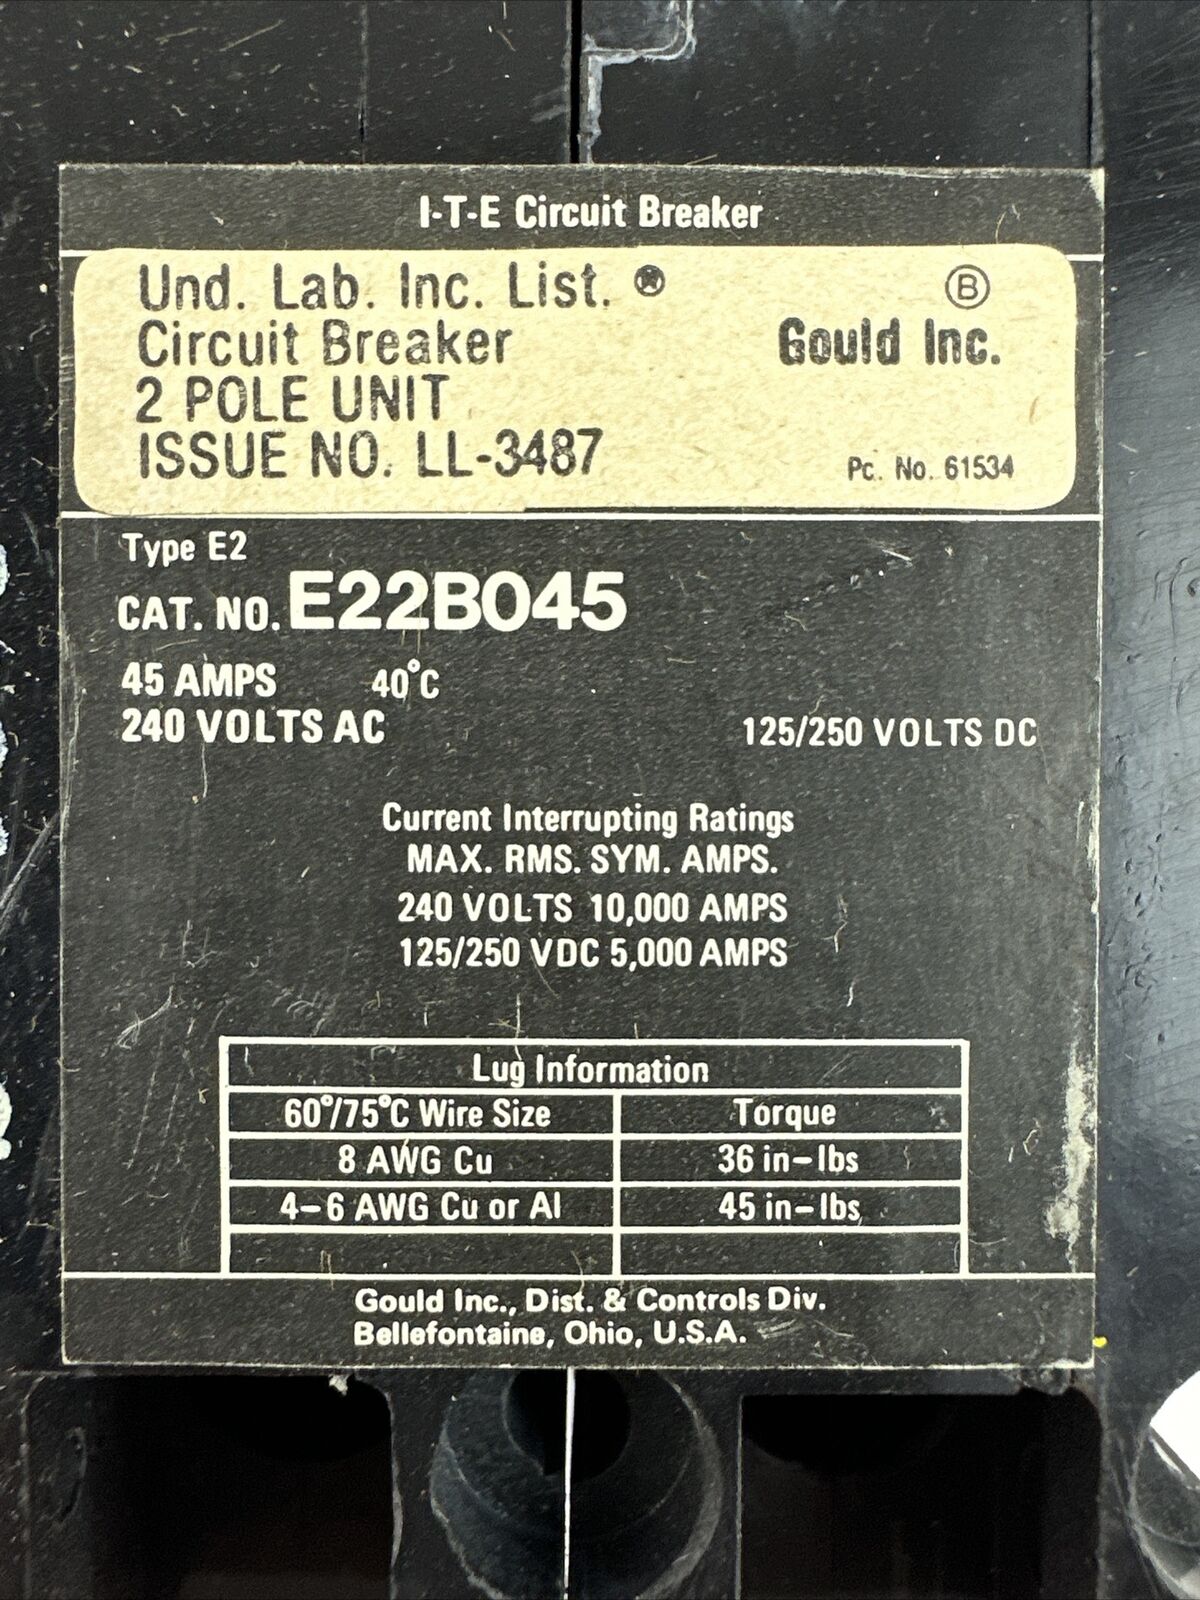 I-T-E Circuit Breaker
Und. Lab. Inc. List. ®
Circuit Breaker
2 POLE UNIT
ISSUE NO. LL-3487
Ⓑ
Gould Inc.
Pc. No. 61534
Type E2
CAT. NO. E22B045
45 AMPS 40°C
240 VOLTS AC 125/250 VOLTS DC
Current Interrupting Ratings
MAX. RMS. SYM. AMPS.
240 VOLTS 10,000 AMPS
125/250 VDC 5,000 AMPS
Lug Information
60°/75°C Wire Size Torque
8 AWG Cu 36 in-lbs
4-6 AWG Cu or Al 45 in-lbs
Gould Inc., Dist. & Controls Div.
Bellefontaine, Ohio, U.S.A.